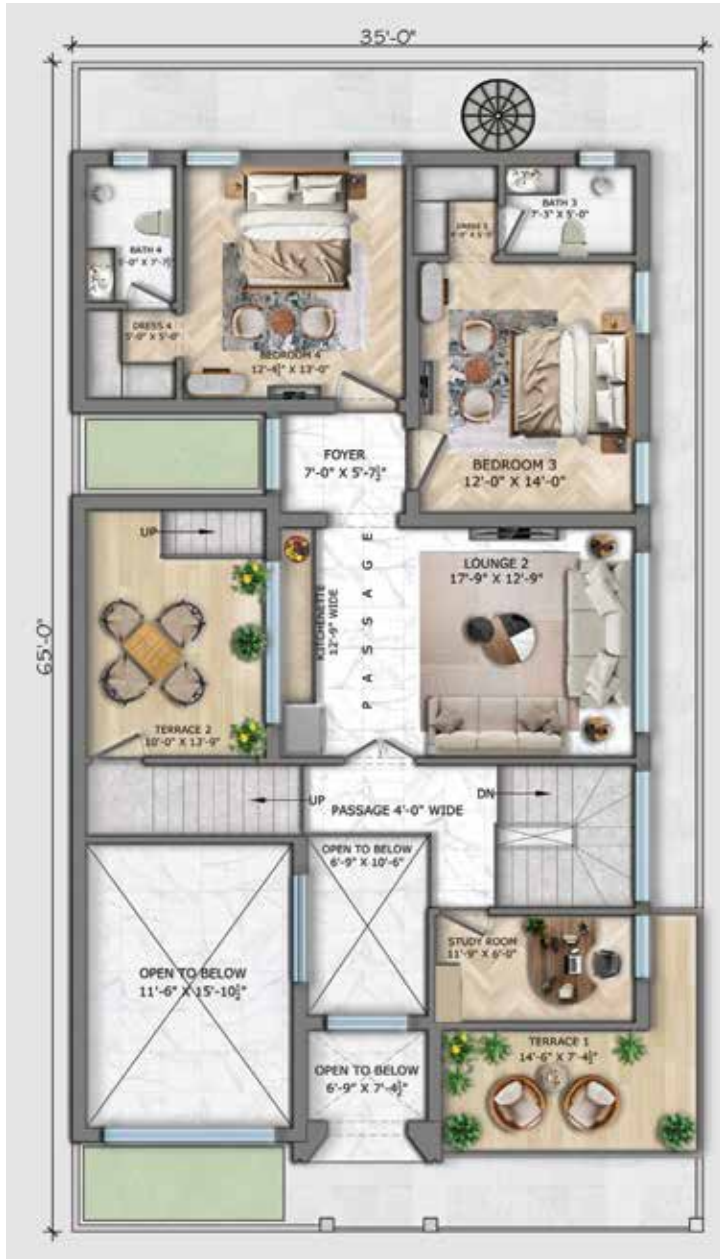 35'-0"
65'-0"
BATH 4
DRESS 4
5'-0" X 5'-0"
BEDROOM 4
12'-4½" X 13'-0"
BATH 3
7'-3" X 5'-0"
BEDROOM 3
12'-0" X 14'-0"
FOYER
7'-0" X 5'-7½"
UP
TERRACE 2
10'-0" X 13'-9"
KITCHENETTE
12'-9" WIDE
PASSAGE
LOUNGE 2
17'-9" X 12'-9"
UP
PASSAGE 4'-0" WIDE
DN
OPEN TO BELOW
6'-9" X 10'-6"
OPEN TO BELOW
11'-6" X 15'-10½"
STUDY ROOM
11'-9" X 6'-0"
OPEN TO BELOW
6'-9" X 7'-4½"
TERRACE 1
14'-6" X 7'-4½"